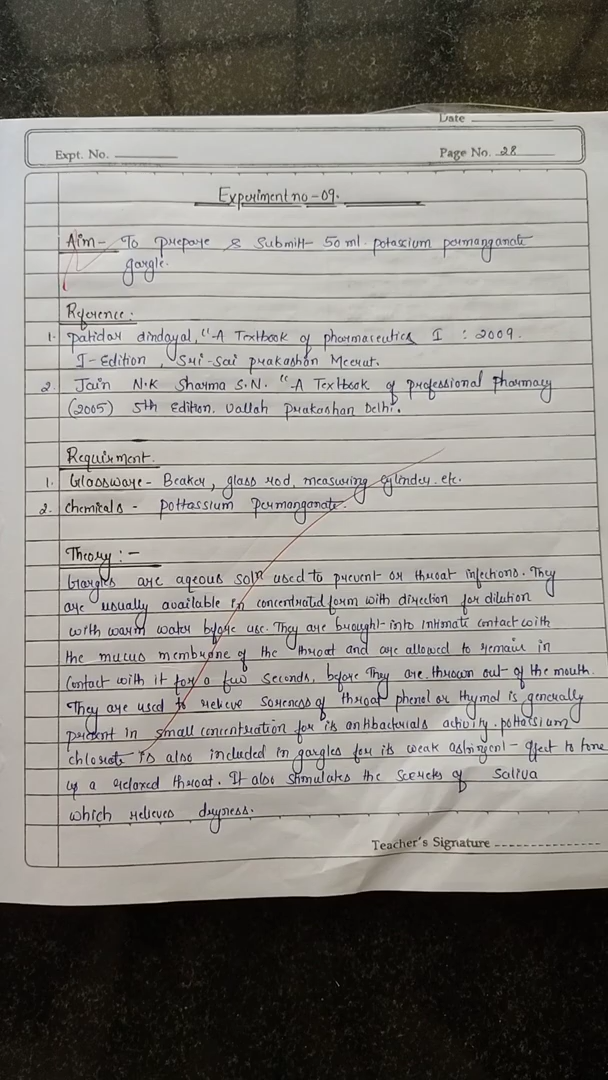 Date
Expt. No.
Page No. 28
Experiment no - 09.
Aim - To prepare & Submitt 50 ml. potassium permanganate
gargle.
Reference :
1. Patidar dindayal, "A Textbook of pharmaceutics I : 2009.
I - Edition, Sri-Sai prakashan Meerut.
2. Jain N.K Sharma S.N. "A Textbook of professional pharmacy
(2005) 5th Edition. Vallah Prakashan Delhi.
Requirment.
1. Glassware - Beaker, glass rod, measuring cylinder. etc.
2. chemicals - pottassium Permanganate.
Theory : -
Gargles are aqeous soln used to prevent or throat infections. They
are usually available in concentrated form with direction for dilution
with warm water before use. They are brought into intimate contact with
the mucus membrane of the throat and are allowed to remain in
Contact with it for a few Seconds, before They are thrown out of the mouth.
They are used to relieve Soreness of throat phenol or thymol is generally
present in small concentration for its antibacterials activity. pottassium
chlorate is also included in gargles for its weak astringent - effect to tone
up a relaxed throat. It also stimulates the of Saliva
which relieves dryness.
Teacher's Signature